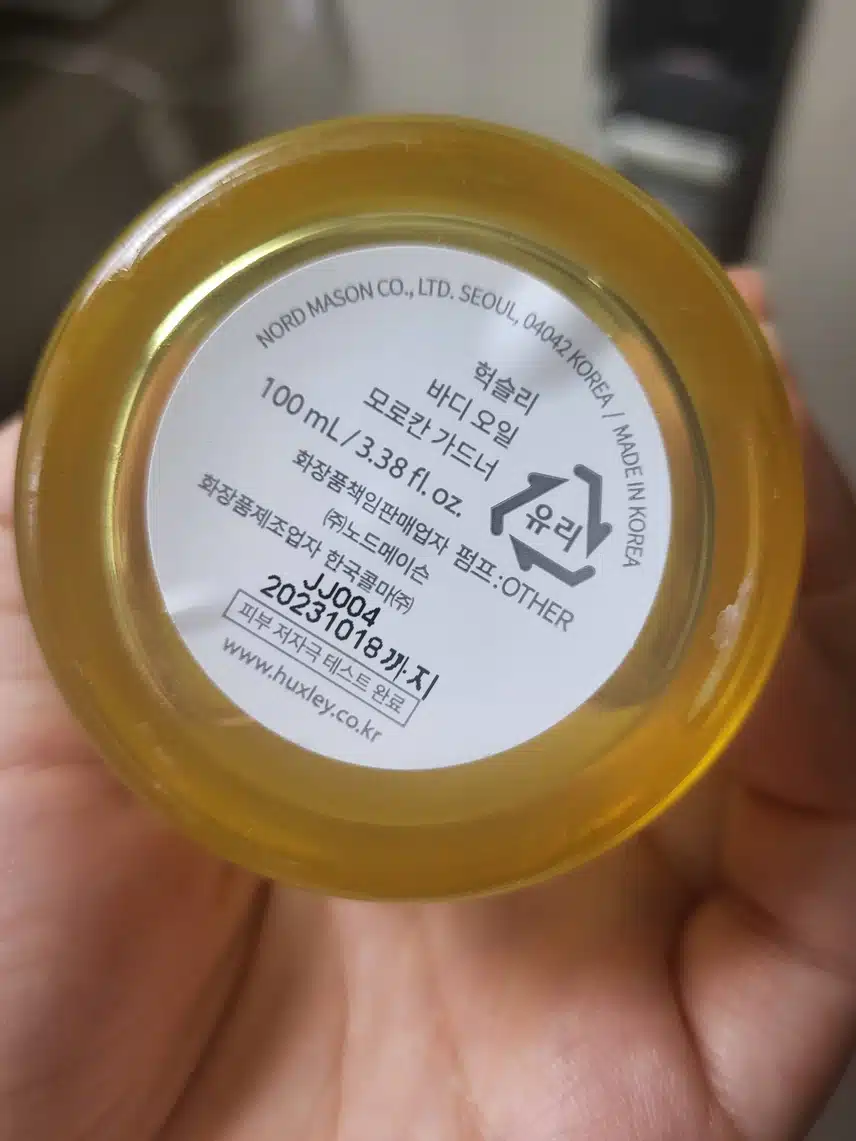 NORD MASON CO., LTD. SEOUL, 04042 KOREA / MADE IN KOREA
헉슬리
바디 오일
모로칸 가드너
100 mL / 3.38 fl. oz.
유리
펌프:OTHER
화장품책임판매업자
㈜노드메이슨
화장품제조업자 한국콜마㈜
JJ004
20231018까지
피부 저자극 테스트 완료
www.huxley.co.kr